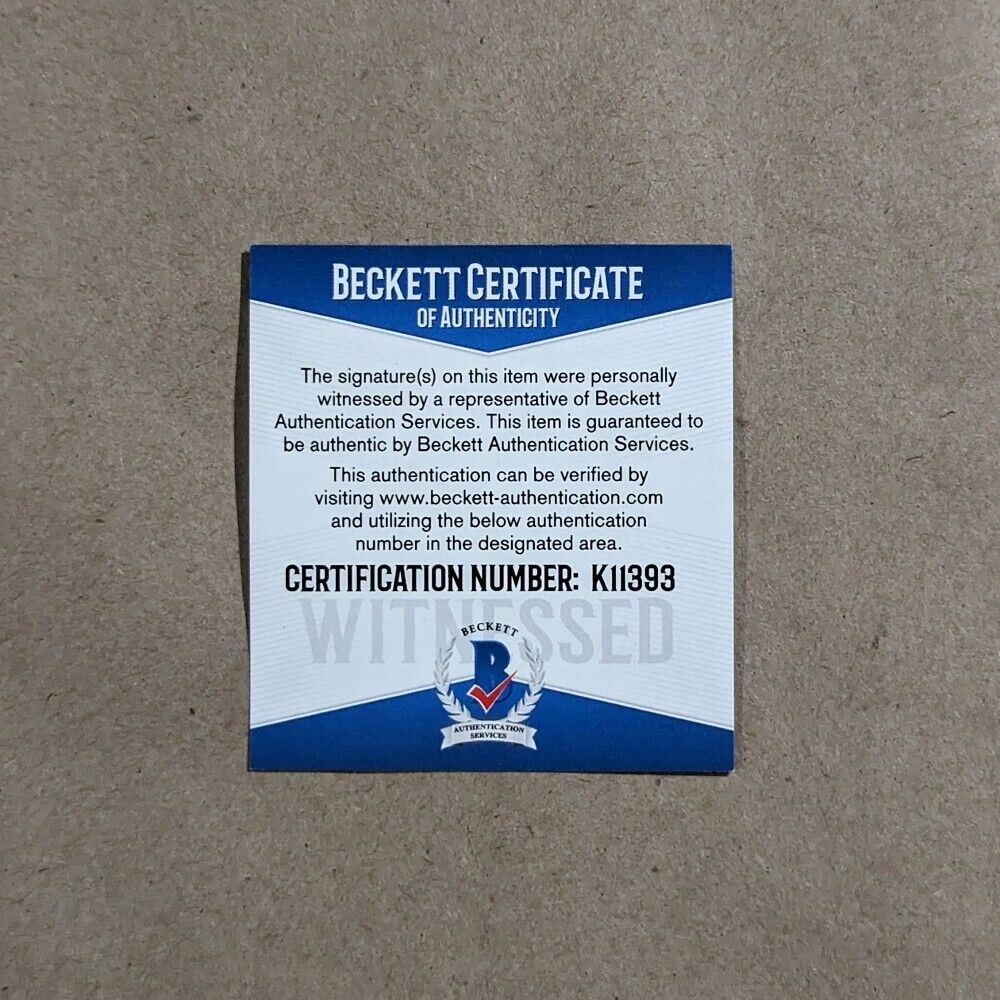 BECKETT CERTIFICATE
OF AUTHENTICITY
The signature(s) on this item were personally
witnessed by a representative of Beckett
Authentication Services. This item is guaranteed to
be authentic by Beckett Authentication Services.
This authentication can be verified by
visiting www.beckett-authentication.com
and utilizing the below authentication
number in the designated area.
CERTIFICATION NUMBER: K11393
WITNESSED
BECKETT
B
AUTHENTICATION
SERVICES